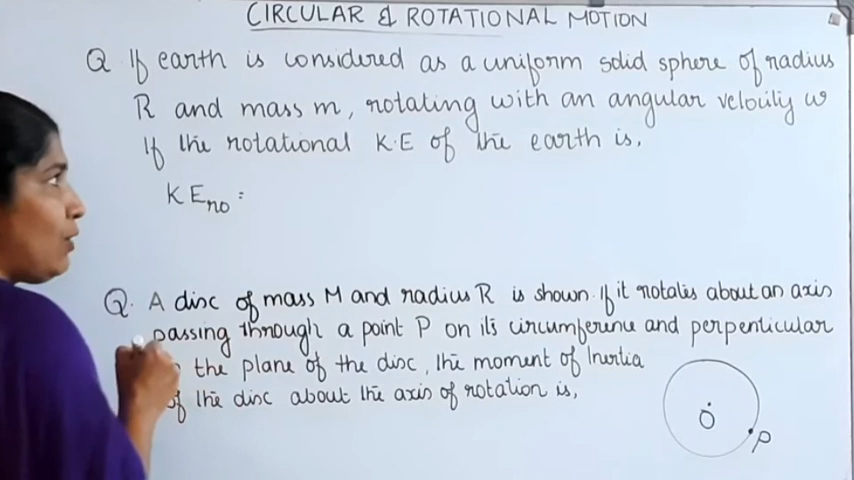 CIRCULAR & ROTATIONAL MOTION
Q If earth is considered as a uniform solid sphere of radius
R and mass m, rotating with an angular velocity ω
If the rotational K.E of the earth is,
KEro =
Q. A disc of mass M and radius R is shown. If it rotates about an axis
passing through a point P on its circumference and perpenticular
the plane of the disc, the moment of Inertia
of the disc about the axis of rotation is,
O
P